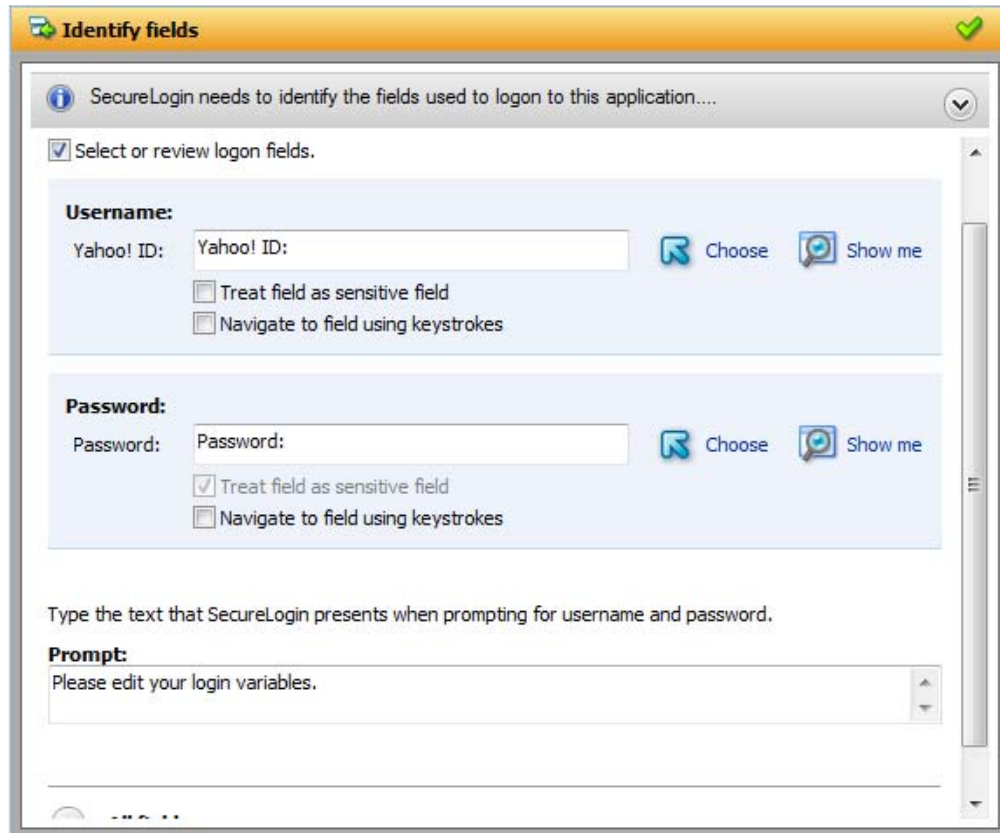 Identify fields
SecureLogin needs to identify the fields used to logon to this application....
Select or review logon fields.
Username:
Yahoo! ID: Yahoo! ID: Choose Show me
Treat field as sensitive field
Navigate to field using keystrokes
Password:
Password: Password: Choose Show me
Treat field as sensitive field
Navigate to field using keystrokes
Type the text that SecureLogin presents when prompting for username and password.
Prompt:
Please edit your login variables.